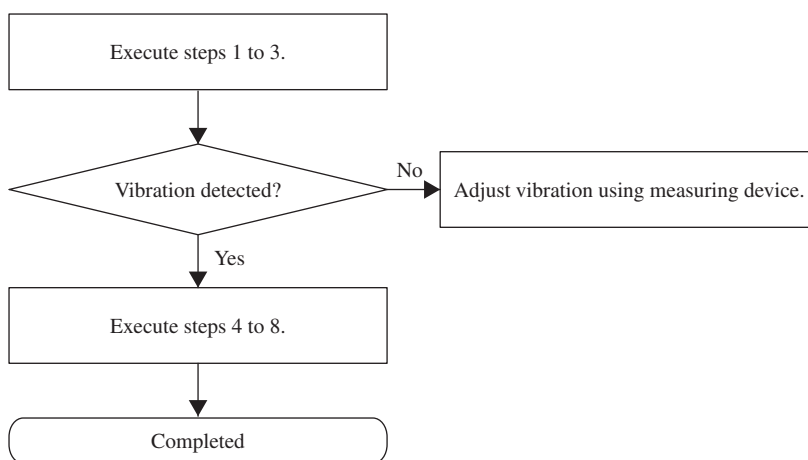 Execute steps 1 to 3.
Vibration detected?
No
Adjust vibration using measuring device.
Yes
Execute steps 4 to 8.
Completed